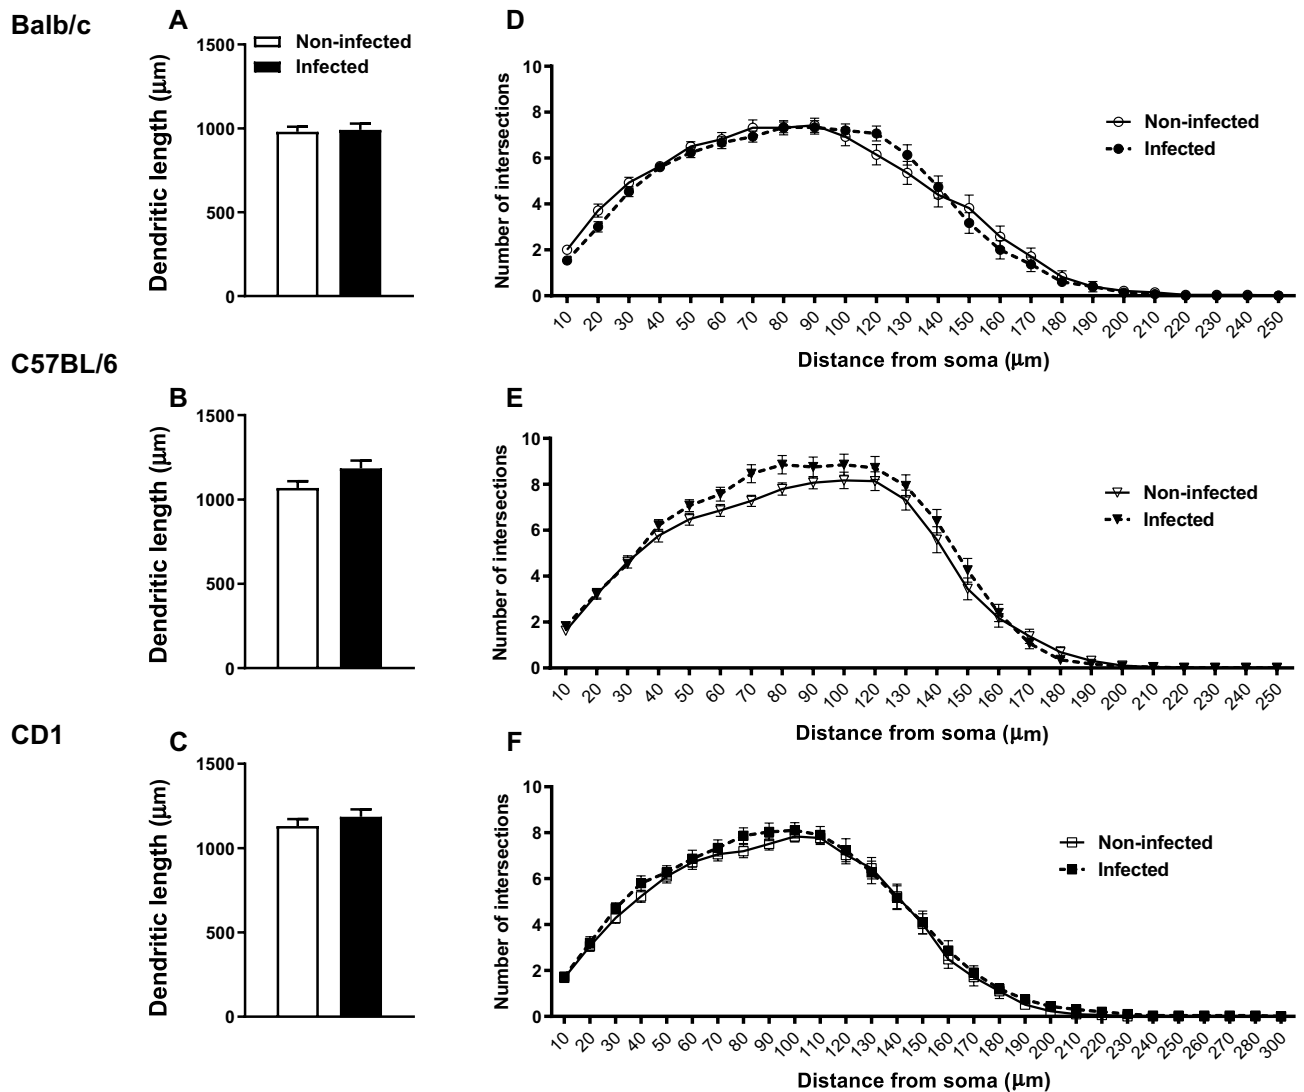 Balb/c
A
Non-infected
Infected
Dendritic length (μm)
1500
1000
500
0
D
Number of intersections
10
8
6
4
2
0
Non-infected
Infected
10 20 30 40 50 60 70 80 90 100 120 130 140 150 160 170 180 190 200 210 220 230 240 250
Distance from soma (μm)
C57BL/6
B
Dendritic length (μm)
1500
1000
500
0
E
Number of intersections
10
8
6
4
2
0
Non-infected
Infected
10 20 30 40 50 60 70 80 90 100 120 130 140 150 160 170 180 190 200 210 220 230 240 250
Distance from soma (μm)
CD1
C
Dendritic length (μm)
1500
1000
500
0
F
Number of intersections
10
8
6
4
2
0
Non-infected
Infected
10 20 30 40 50 60 70 80 90 100 110 120 130 140 150 160 170 180 190 200 210 220 230 240 250 260 270 280 300
Distance from soma (μm)